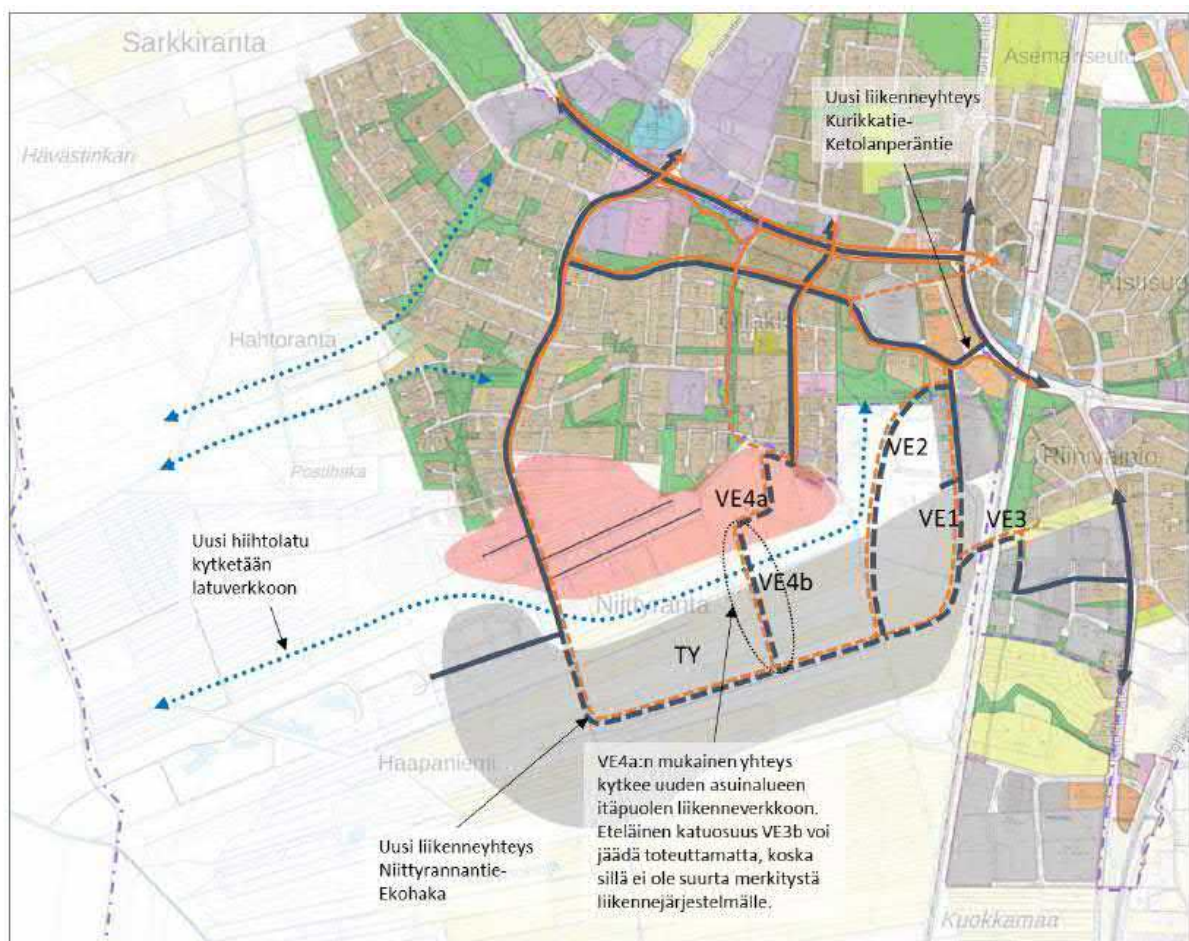 Sarkkiranta
Asemanseutu
Uusi liikenneyhteys
Kurikkatie-
Ketolanperäntie
Hahtoranta
Postihiika
VE2
VE4a
VE1
VE3
Uusi hiihtolatu
kytketään
latuverkkoon
VE4b
Niittyranta
TY
Haapaniemi
VE4a:n mukainen yhteys
kytkee uuden asuinalueen
itäpuolen liikenneverkkoon.
Eteläinen katuosuus VE3b voi
jäädä toteuttamatta, koska
sillä ei ole suurta merkitystä
liikennejärjestelmälle.
Uusi liikenneyhteys
Niittyrannantie-
Ekohaka
Kuokkamaa